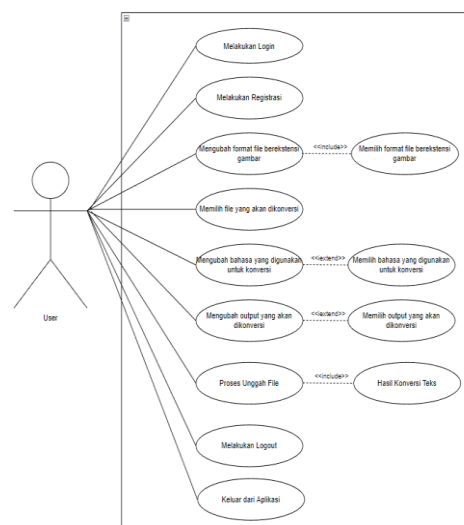 Melakukan Login
Melakukan Registrasi
Mengubah format file berekstensi
gambar
<<include>>
Memilih format file berekstensi
gambar
Memilih file yang akan dikonversi
Mengubah bahasa yang digunakan
untuk konversi
<<extend>>
Memilih bahasa yang digunakan
untuk konversi
Mengubah output yang akan
dikonversi
<<extend>>
Memilih output yang akan
dikonversi
User
Proses Unggah File
<<include>>
Hasil Konversi Teks
Melakukan Logout
Keluar dari Aplikasi